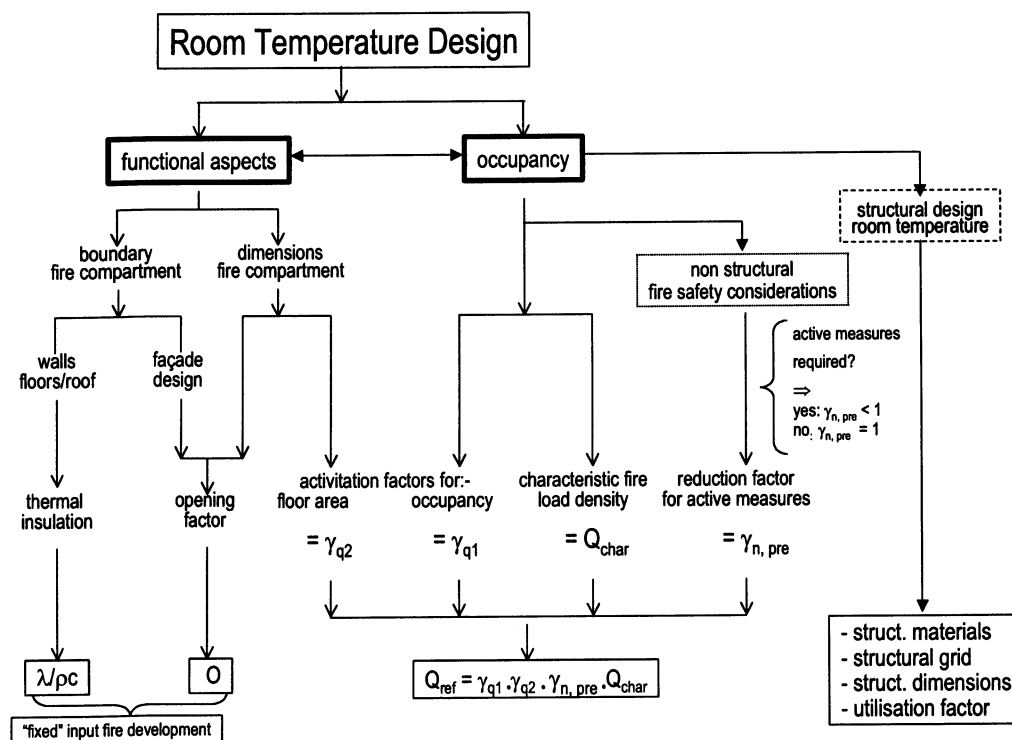 Room Temperature Design
functional aspects
occupancy
structural design
room temperature
boundary
fire compartment
dimensions
fire compartment
non structural
fire safety considerations
walls
floors/roof
façade
design
active measures
required?
⇒
yes: γn, pre < 1
no: γn, pre = 1
thermal
insulation
opening
factor
activitation factors for:-
floor area
occupancy
characteristic fire
load density
reduction factor
for active measures
= γq2
= γq1
= Qchar
= γn, pre
λ/ρc
O
Qref = γq1 . γq2 . γn, pre . Qchar
- struct. materials
- structural grid
- struct. dimensions
- utilisation factor
"fixed" input fire development